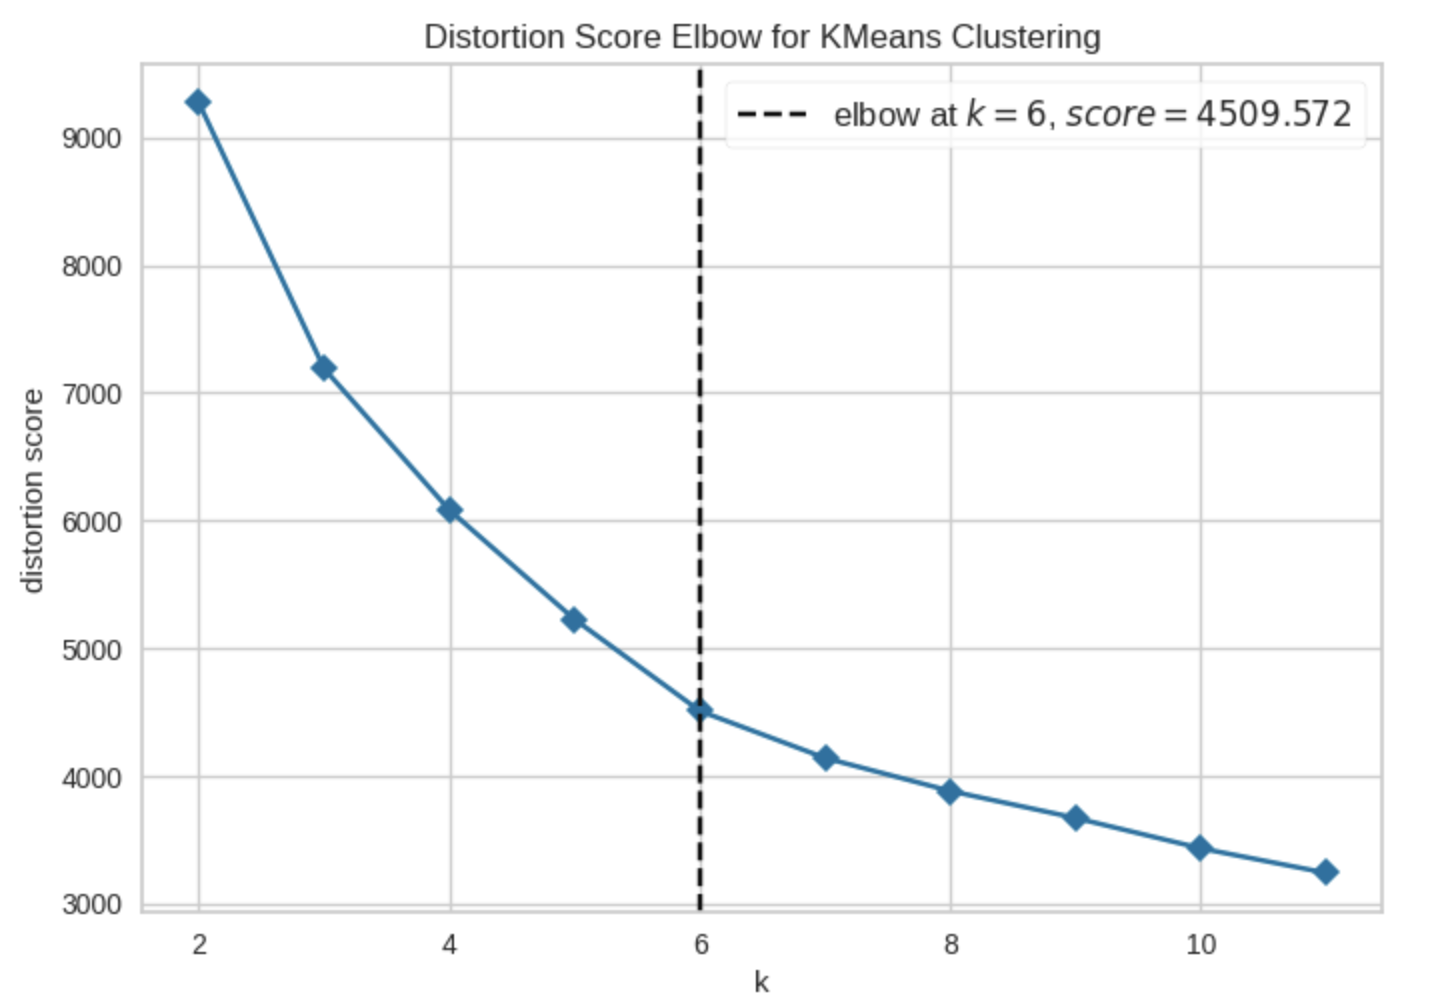 Distortion Score Elbow for KMeans Clustering
elbow at k = 6, score = 4509.572
distortion score
9000
8000
7000
6000
5000
4000
3000
2 4 6 8 10
k